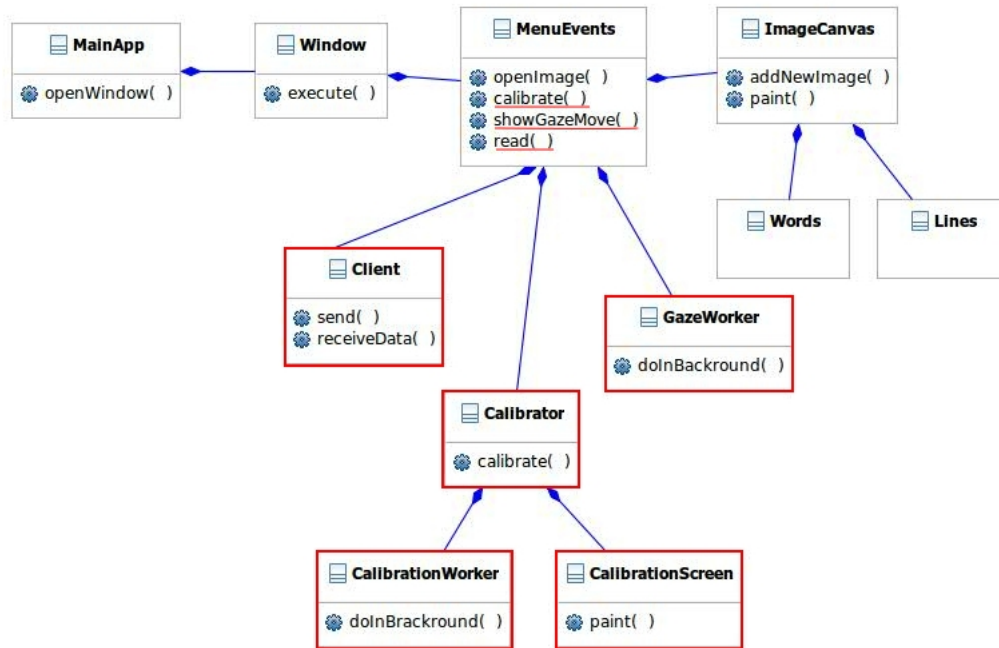 MainApp
openWindow( )
Window
execute( )
MenuEvents
openImage( )
calibrate( )
showGazeMove( )
read( )
ImageCanvas
addNewImage( )
paint( )
Words
Lines
Client
send( )
receiveData( )
GazeWorker
doInBackround( )
Calibrator
calibrate( )
CalibrationWorker
doInBrackround( )
CalibrationScreen
paint( )